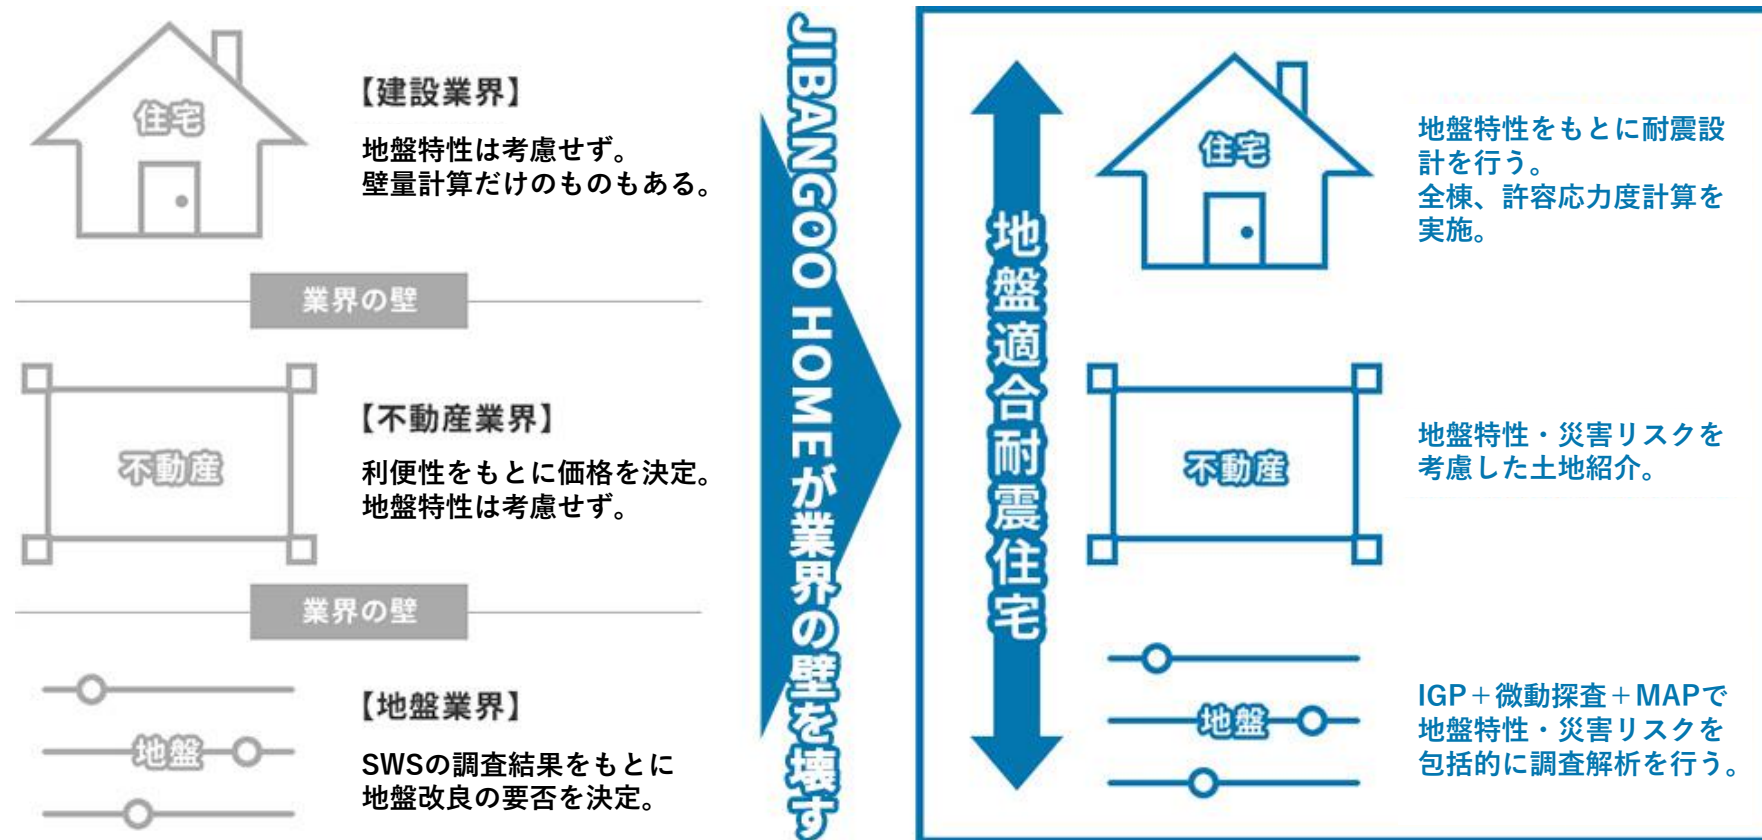 住宅
【建設業界】
地盤特性は考慮せず。
壁量計算だけのものもある。
業界の壁
不動産
【不動産業界】
利便性をもとに価格を決定。
地盤特性は考慮せず。
業界の壁
地盤
【地盤業界】
SWSの調査結果をもとに
地盤改良の要否を決定。
JIBANGOO HOMEが業界の壁を壊す
地盤適合耐震住宅
住宅
地盤特性をもとに耐震設
計を行う。
全棟、許容応力度計算を
実施。
不動産
地盤特性・災害リスクを
考慮した土地紹介。
地盤
IGP＋微動探査＋MAPで
地盤特性・災害リスクを
包括的に調査解析を行う。